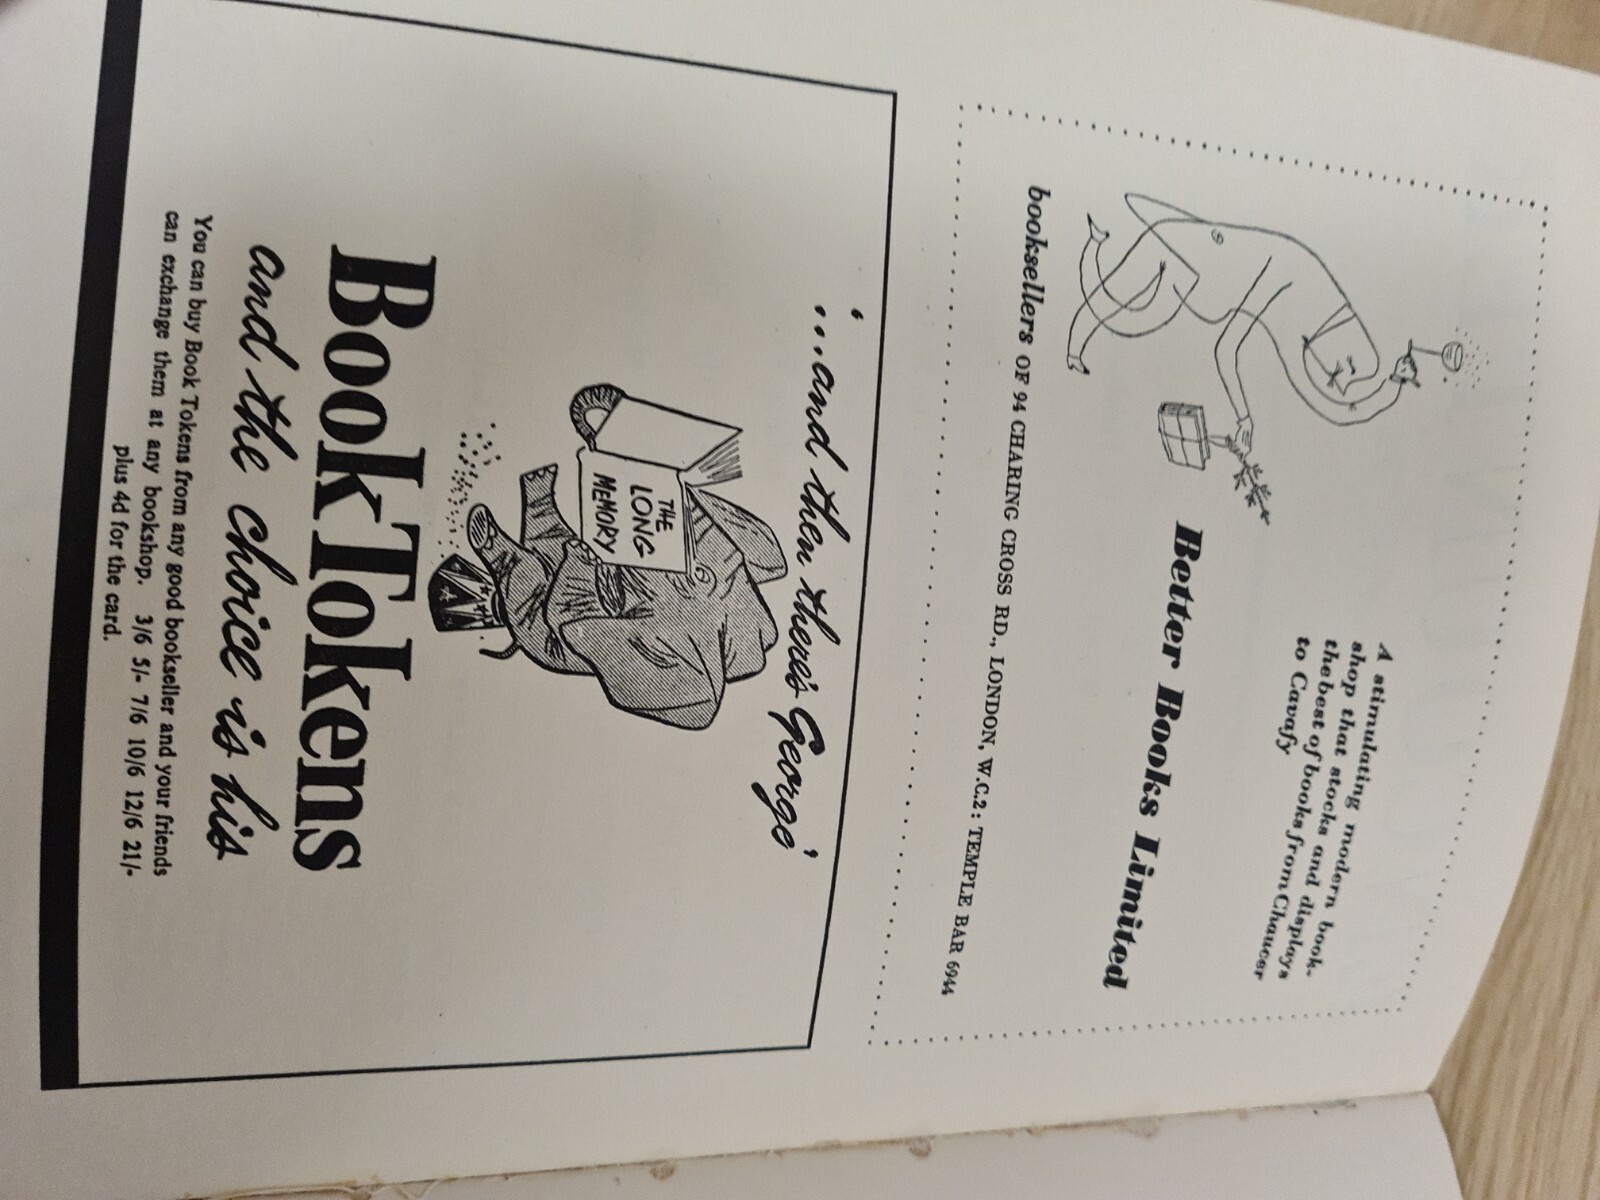 A stimulating modern book-
shop that stocks and displays
the best of books from Chaucer
to Cavafy
Better Books Limited
booksellers OF 94 CHARING CROSS RD., LONDON, W.C.2 : TEMPLE BAR 6944
'...and then there's George'
THE
LONG
MEMORY
Book Tokens
and the choice is his
You can buy Book Tokens from any good bookseller and your friends
can exchange them at any bookshop. 3/6 5/- 7/6 10/6 12/6 21/-
plus 4d for the card.